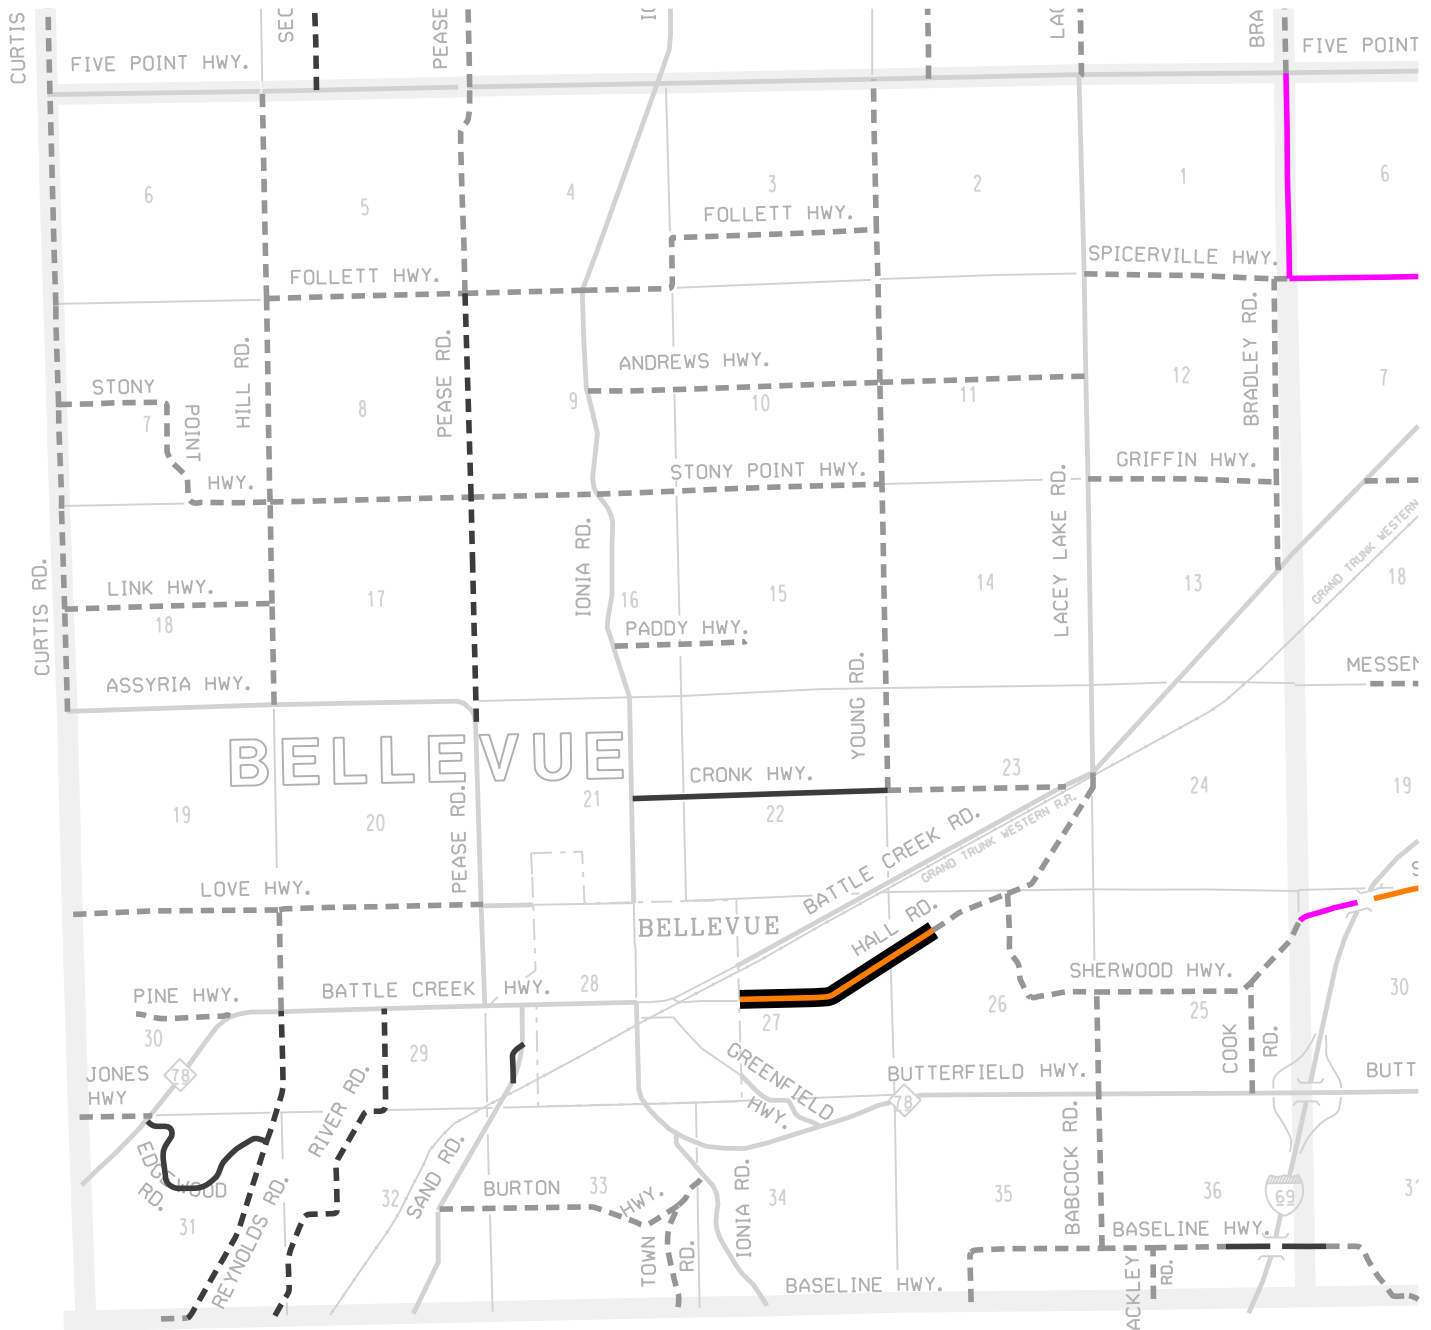 CURTIS
SEC
PEASE
LAC
BRA
FIVE POINT HWY.
FIVE POINT
6
5
4
3
2
1
6
FOLLETT HWY.
FOLLETT HWY.
SPICERVILLE HWY.
PEASE RD.
HILL RD.
BRADLEY RD.
ANDREWS HWY.
STONY
POINT
HWY.
7
8
9
10
11
12
7
STONY POINT HWY.
GRIFFIN HWY.
LACEY LAKE RD.
IONIA RD.
GRAND TRUNK WESTERN
CURTIS RD.
LINK HWY.
18
17
16
15
14
13
18
PADDY HWY.
YOUNG RD.
MESSEN
ASSYRIA HWY.
BELLEVUE
CRONK HWY.
PEASE RD.
19
20
21
22
23
24
19
BATTLE CREEK RD.
GRAND TRUNK WESTERN R.R.
LOVE HWY.
BELLEVUE
HALL RD.
S
PINE HWY.
BATTLE CREEK HWY.
SHERWOOD HWY.
30
29
28
27
26
25
30
COOK
RD.
78
JONES
HWY
RIVER RD.
GREENFIELD
HWY.
BUTTERFIELD HWY.
BUTT
78
EDGEWOOD
RD.
REYNOLDS RD.
SAND RD.
BURTON
HWY.
TOWN
RD.
IONIA RD.
BABCOCK RD.
31
32
33
34
35
36
69
BASELINE HWY.
BASELINE HWY.
ACKLEY
RD.